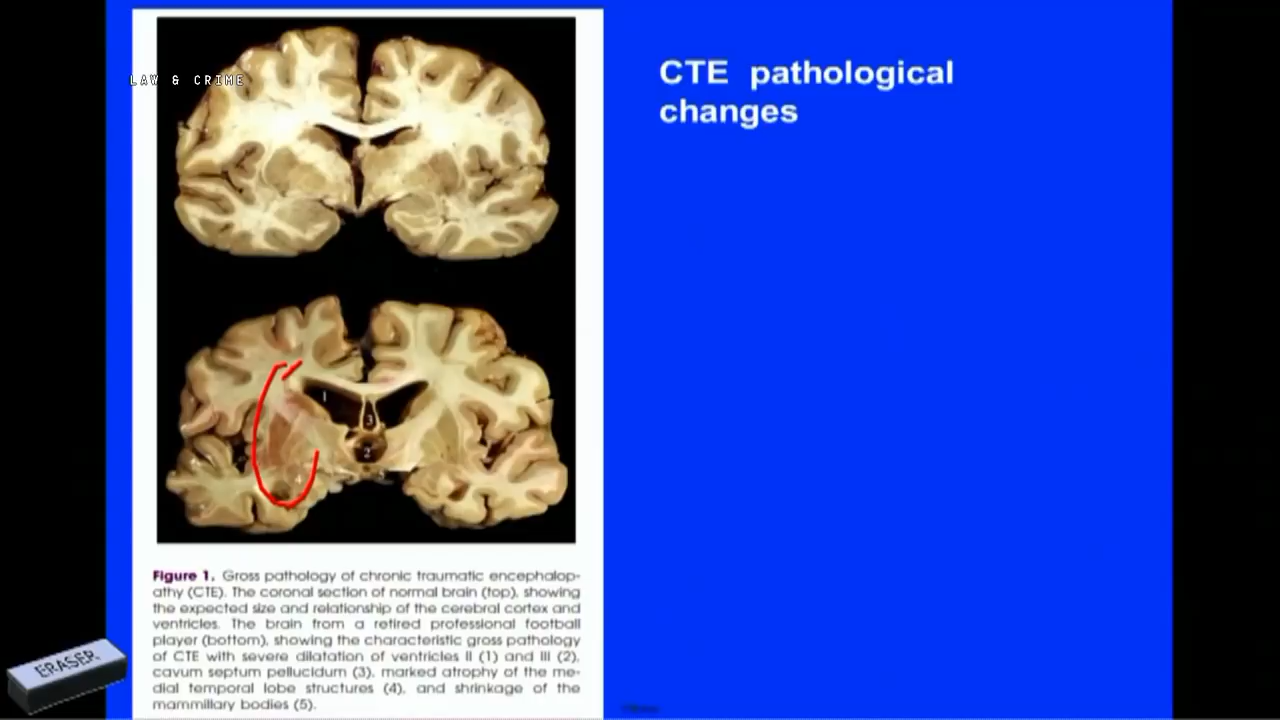 LAW & CRIME
CTE pathological
changes
1
3
2
4
Figure 1. Gross pathology of chronic traumatic encephalop-
athy (CTE). The coronal section of normal brain (top), showing
the expected size and relationship of the cerebral cortex and
ventricles. The brain from a retired professional football
player (bottom), showing the characteristic gross pathology
of CTE with severe dilatation of ventricles II (1) and III (2),
cavum septum pellucidum (3), marked atrophy of the me-
dial temporal lobe structures (4), and shrinkage of the
mammillary bodies (5).
ERASER